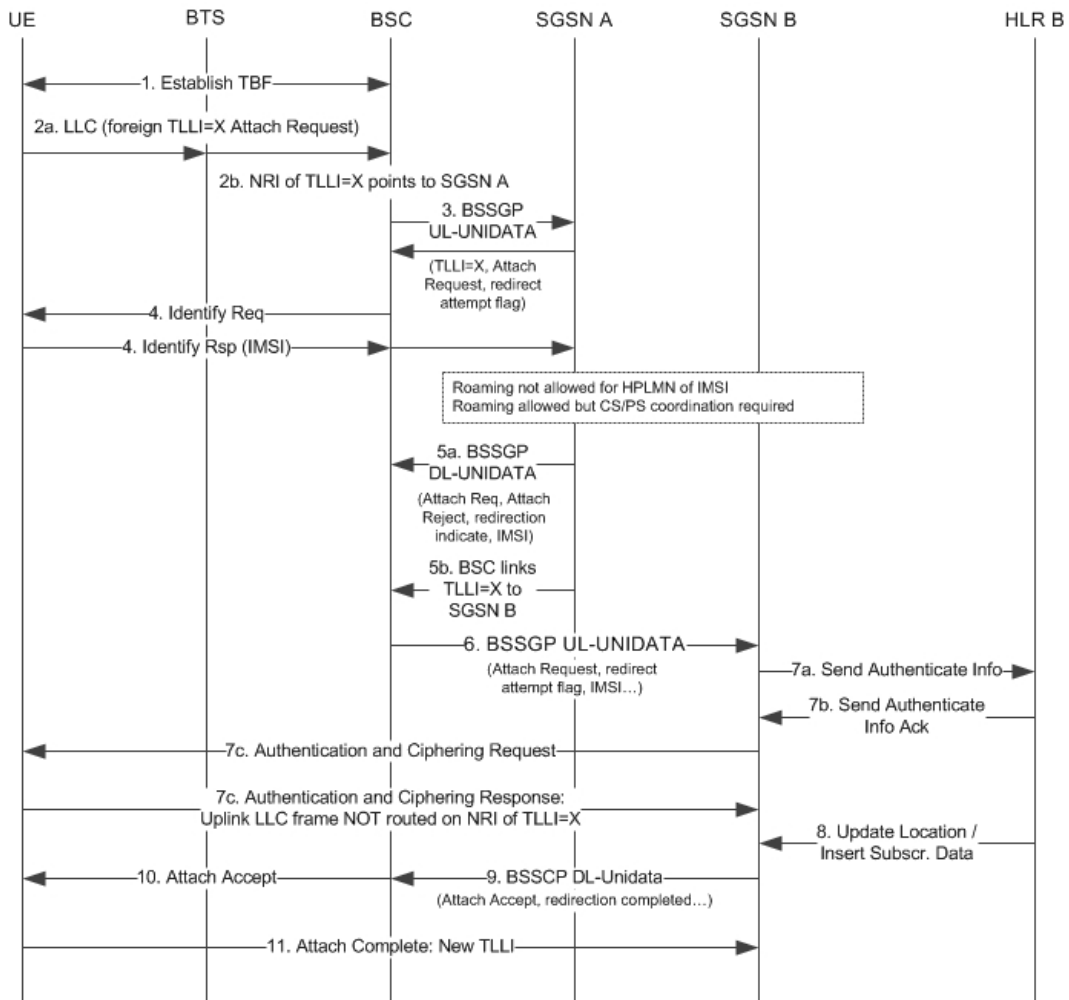 UE
BTS
BSC
SGSN A
SGSN B
HLR B
1. Establish TBF
2a. LLC (foreign TLLI=X Attach Request)
2b. NRI of TLLI=X points to SGSN A
3. BSSGP
UL-UNIDATA
(TLLI=X, Attach
Request, redirect
attempt flag)
4. Identify Req
4. Identify Rsp (IMSI)
Roaming not allowed for HPLMN of IMSI
Roaming allowed but CS/PS coordination required
5a. BSSGP
DL-UNIDATA
(Attach Req, Attach
Reject, redirection
indicate, IMSI)
5b. BSC links
TLLI=X to
SGSN B
6. BSSGP UL-UNIDATA
(Attach Request, redirect
attempt flag, IMSI...)
7a. Send Authenticate Info
7b. Send Authenticate
Info Ack
7c. Authentication and Ciphering Request
7c. Authentication and Ciphering Response:
Uplink LLC frame NOT routed on NRI of TLLI=X
8. Update Location /
Insert Subscr. Data
10. Attach Accept
9. BSSCP DL-Unidata
(Attach Accept, redirection completed...)
11. Attach Complete: New TLLI